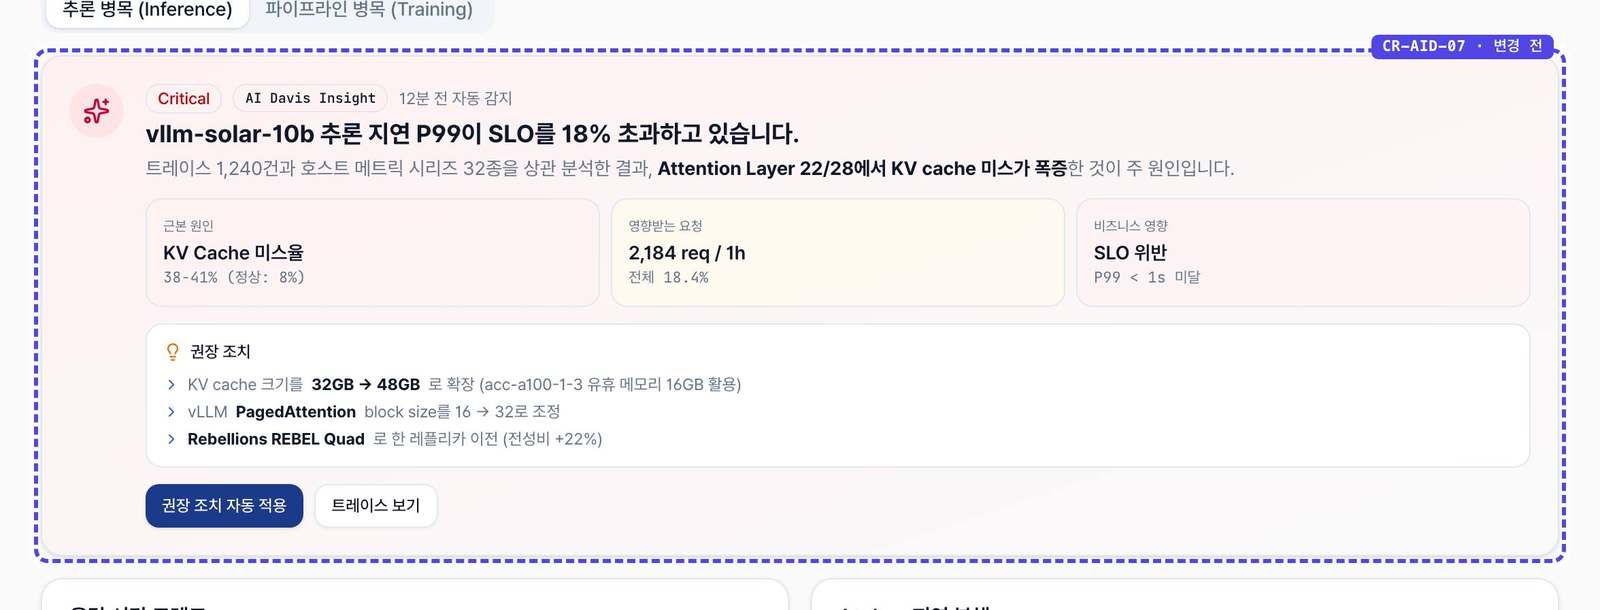 추론 병목 (Inference)
파이프라인 병목 (Training)
CR-AID-07 · 변경 전
Critical
AI Davis Insight
12분 전 자동 감지
vllm-solar-10b 추론 지연 P99이 SLO를 18% 초과하고 있습니다.
트레이스 1,240건과 호스트 메트릭 시리즈 32종을 상관 분석한 결과, Attention Layer 22/28에서 KV cache 미스가 폭증한 것이 주 원인입니다.
근본 원인
KV Cache 미스율
38-41% (정상: 8%)
영향받는 요청
2,184 req / 1h
전체 18.4%
비즈니스 영향
SLO 위반
P99 < 1s 미달
권장 조치
KV cache 크기를 32GB → 48GB 로 확장 (acc-a100-1-3 유휴 메모리 16GB 활용)
vLLM PagedAttention block size를 16 → 32로 조정
Rebellions REBEL Quad 로 한 레플리카 이전 (전성비 +22%)
권장 조치 자동 적용
트레이스 보기